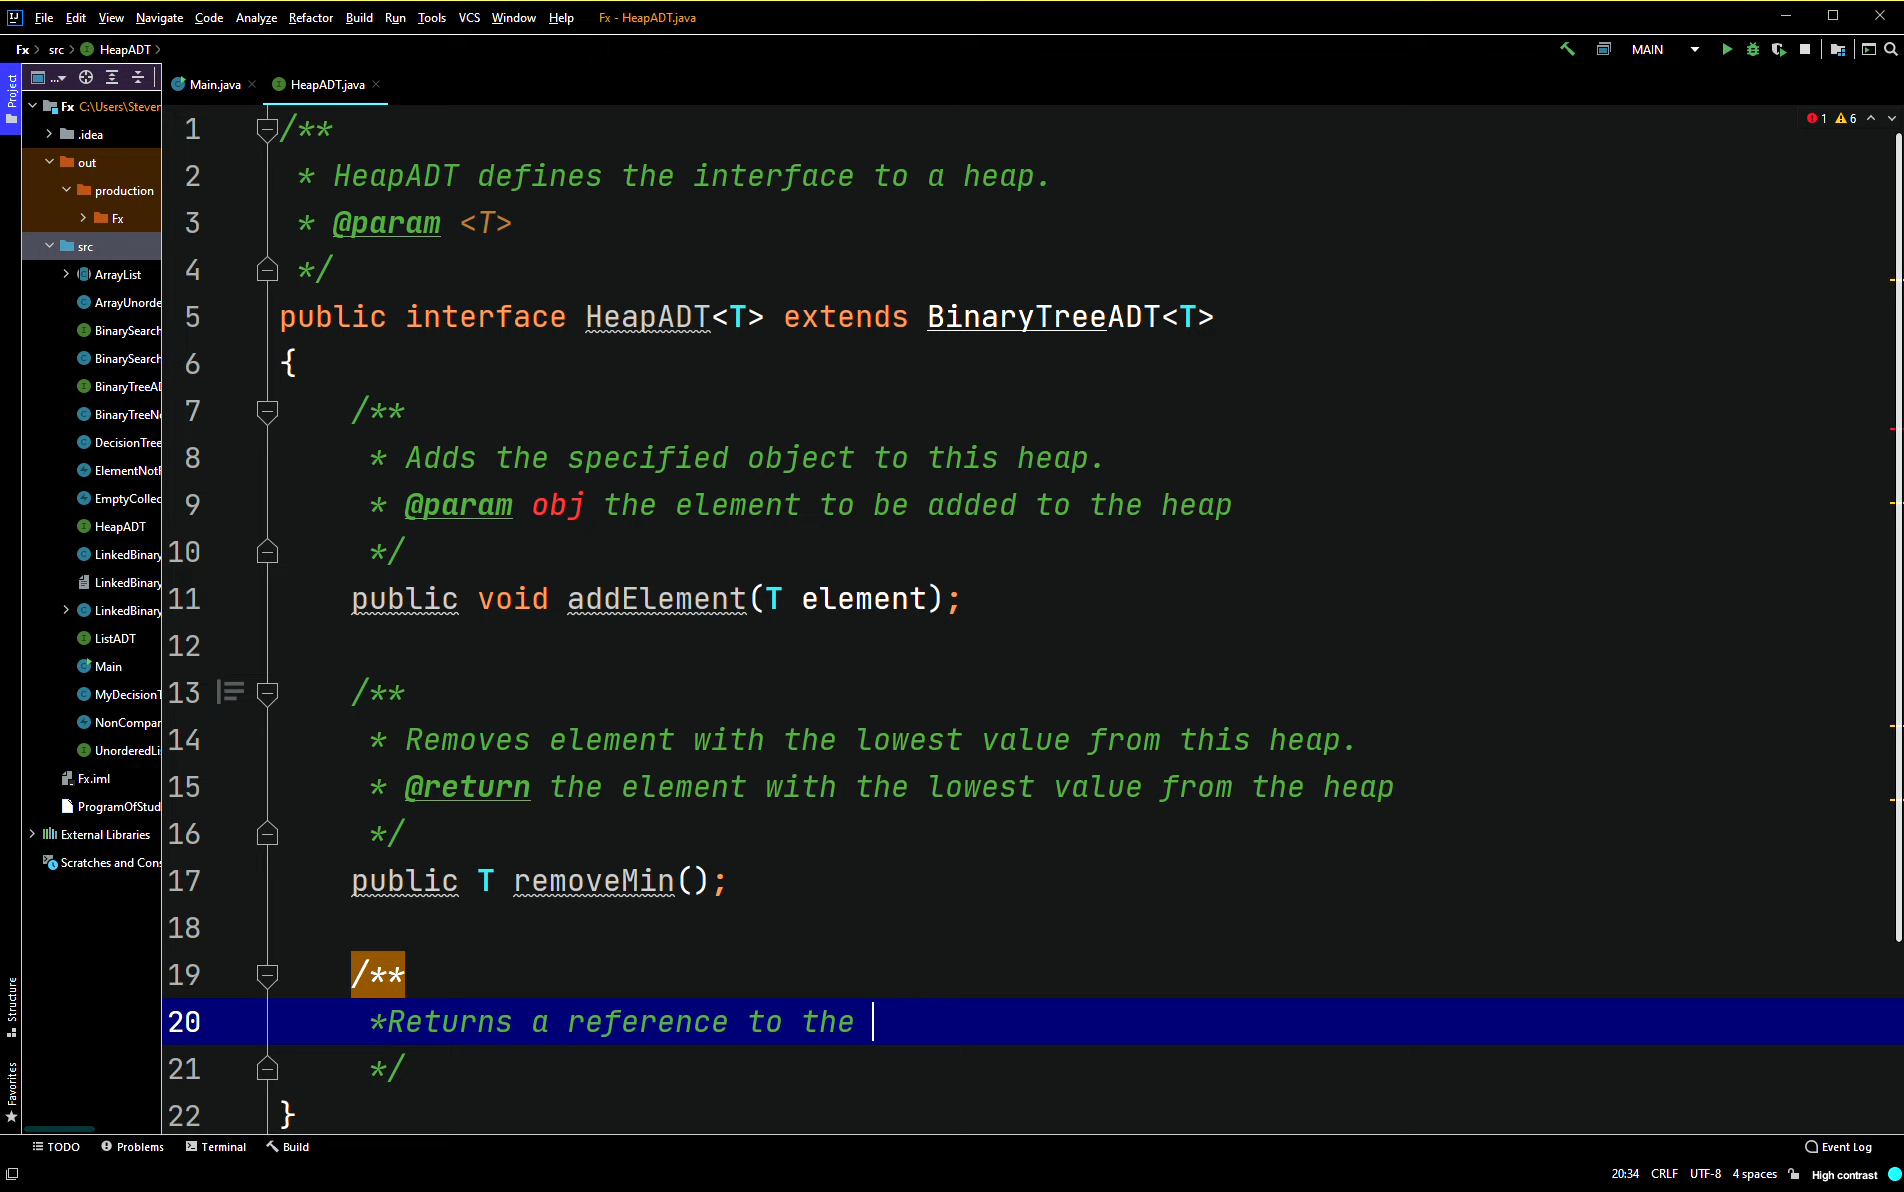 File Edit View Navigate Code Analyze Refactor Build Run Tools VCS Window Help Fx - HeapADT.java
Fx src HeapADT MAIN
Project ...
Main.java HeapADT.java
Fx C:\Users\Steven
.idea
out
production
Fx
src
ArrayList
ArrayUnorde
BinarySearch
BinarySearch
BinaryTreeAD
BinaryTreeNo
DecisionTree
ElementNotF
EmptyCollec
HeapADT
LinkedBinary
LinkedBinary
LinkedBinary
ListADT
Main
MyDecisionT
NonCompar
UnorderedLi
Fx.iml
ProgramOfStud
External Libraries
Scratches and Cons
Structure
Favorites
1 6
1 /**
2 * HeapADT defines the interface to a heap.
3 * @param <T>
4 */
5 public interface HeapADT<T> extends BinaryTreeADT<T>
6 {
7 /**
8 * Adds the specified object to this heap.
9 * @param obj the element to be added to the heap
10 */
11 public void addElement(T element);
12
13 /**
14 * Removes element with the lowest value from this heap.
15 * @return the element with the lowest value from the heap
16 */
17 public T removeMin();
18
19 /**
20 *Returns a reference to the
21 */
22 }
TODO Problems Terminal Build Event Log
20:34 CRLF UTF-8 4 spaces High contrast